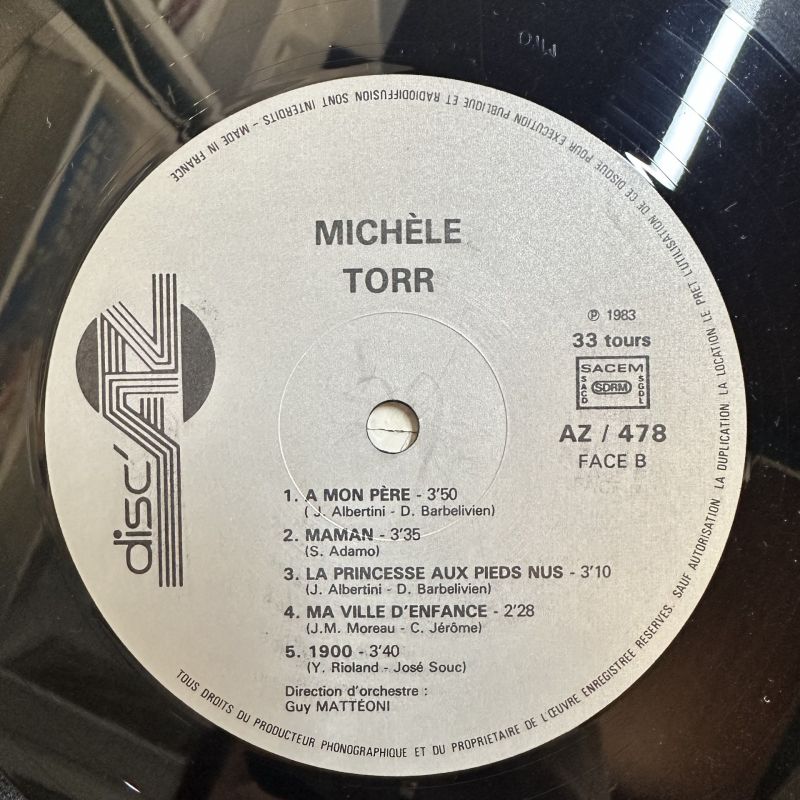 MICHÈLE
TORR
disc'AZ
℗ 1983
33 tours
SACEM
SACD
SDRM
SGDL
AZ / 478
FACE B
1. A MON PÈRE - 3'50
( J. Albertini - D. Barbelivien)
2. MAMAN - 3'35
(S. Adamo)
3. LA PRINCESSE AUX PIEDS NUS - 3'10
(J. Albertini - D. Barbelivien)
4. MA VILLE D'ENFANCE - 2'28
(J.M. Moreau - C. Jérôme)
5. 1900 - 3'40
(Y. Rioland - José Souc)
Direction d'orchestre :
Guy MATTÉONI
TOUS DROITS DU PRODUCTEUR PHONOGRAPHIQUE ET DU PROPRIETAIRE DE L'ŒUVRE ENREGISTREE RESERVES. SAUF AUTORISATION LA DUPLICATION, LA LOCATION LE PRET L'UTILISATION DE CE DISQUE POUR EXECUTION PUBLIQUE ET RADIODIFFUSION SONT INTERDITS - MADE IN FRANCE